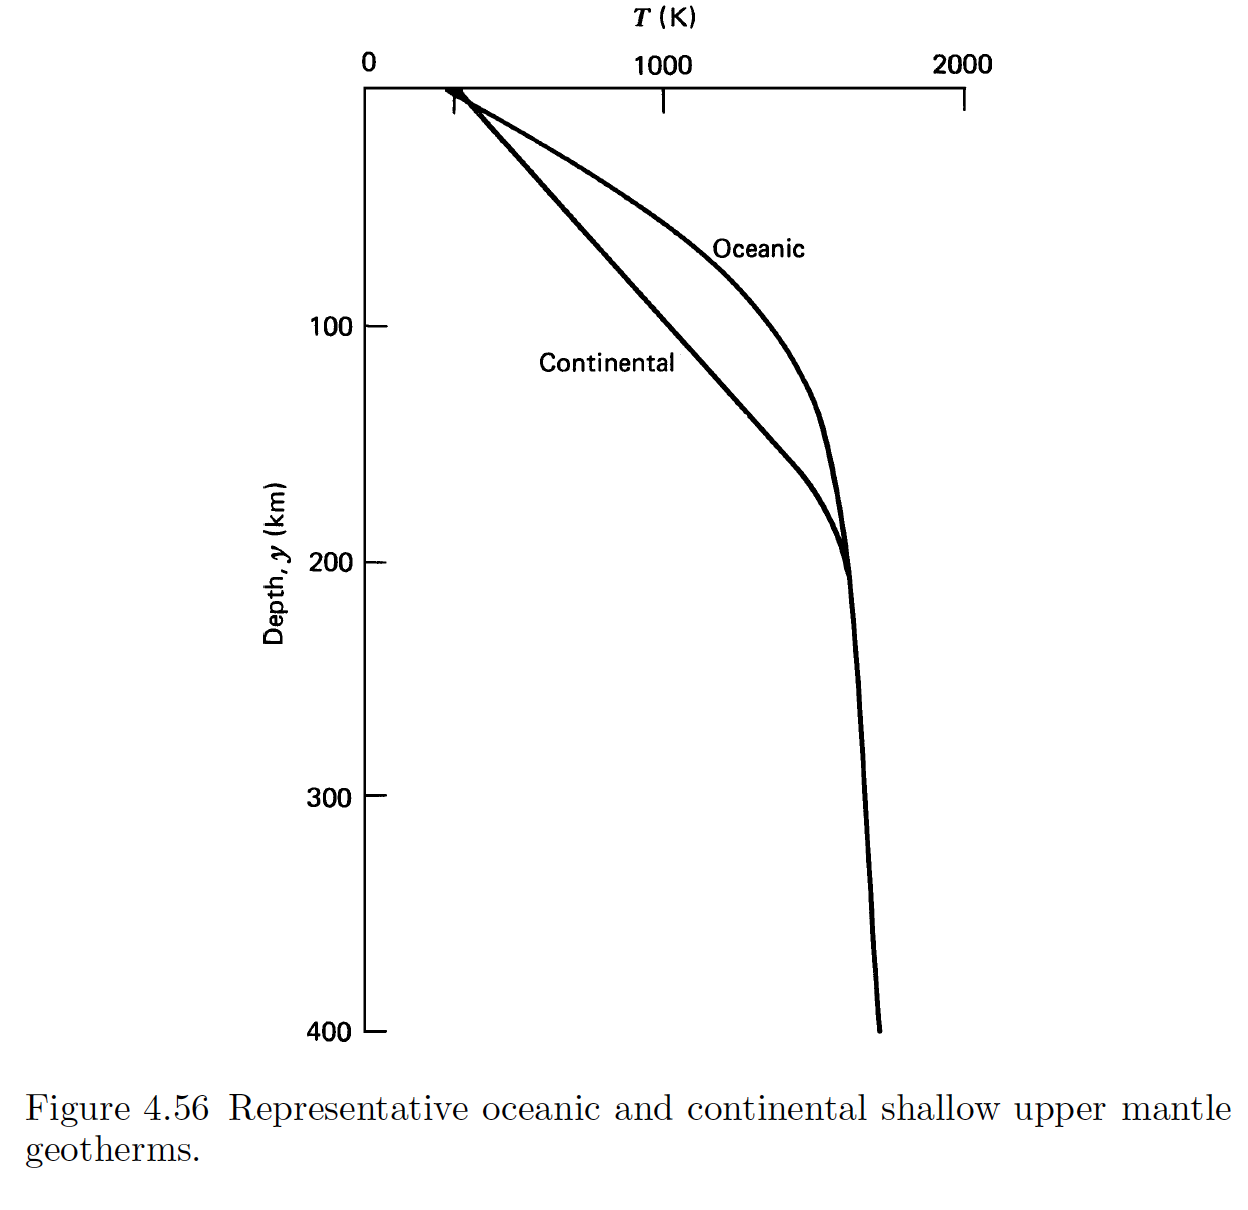 T (K)
0
1000
2000
Oceanic
100
Continental
Depth, y (km)
200
300
400
Figure 4.56 Representative oceanic and continental shallow upper mantle
geotherms.